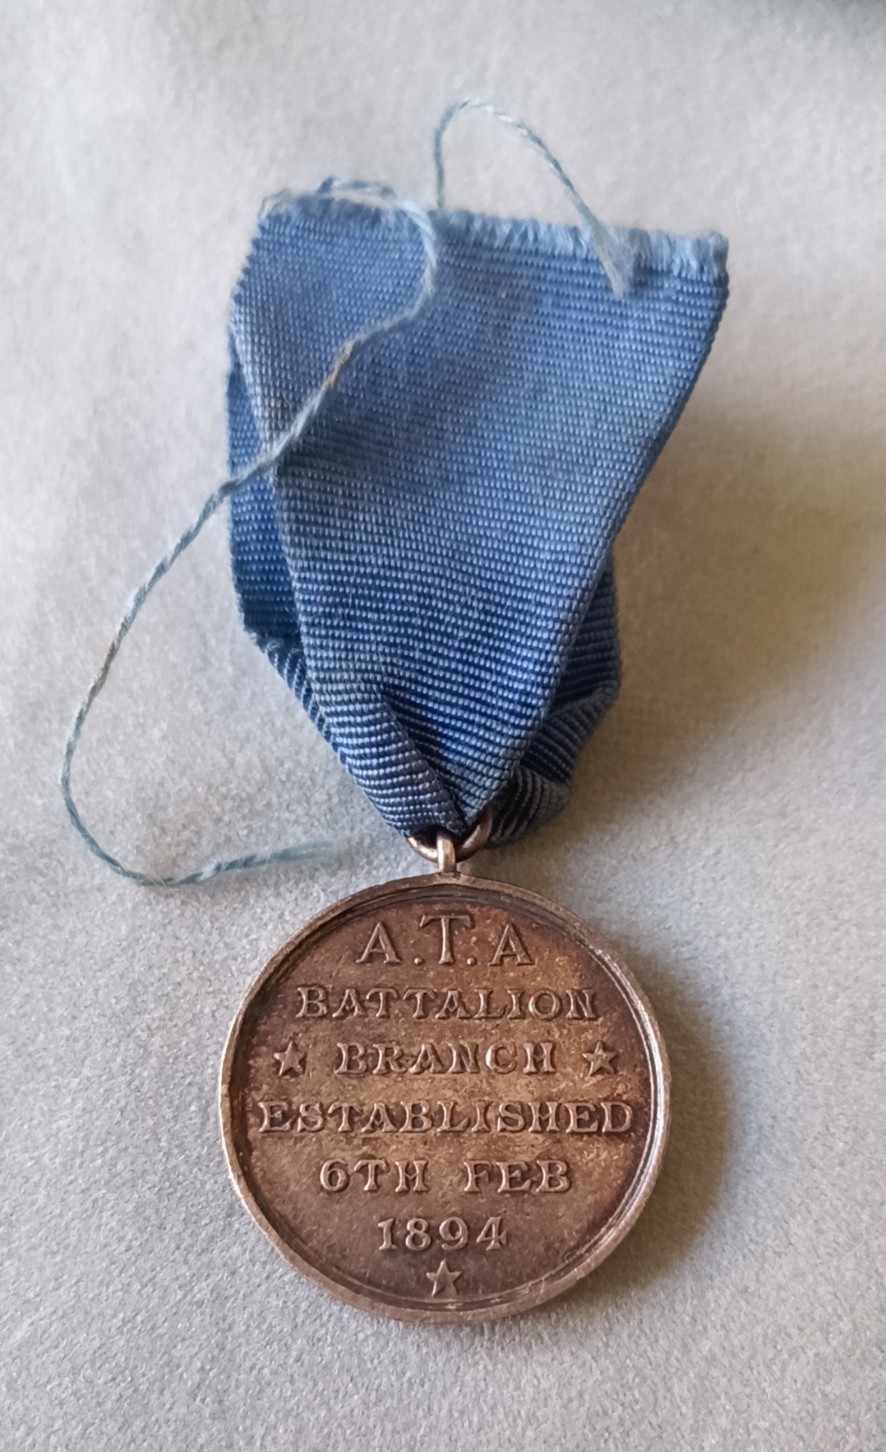 A.T.A
BATTALION
BRANCH
ESTABLISHED
6TH FEB
1894